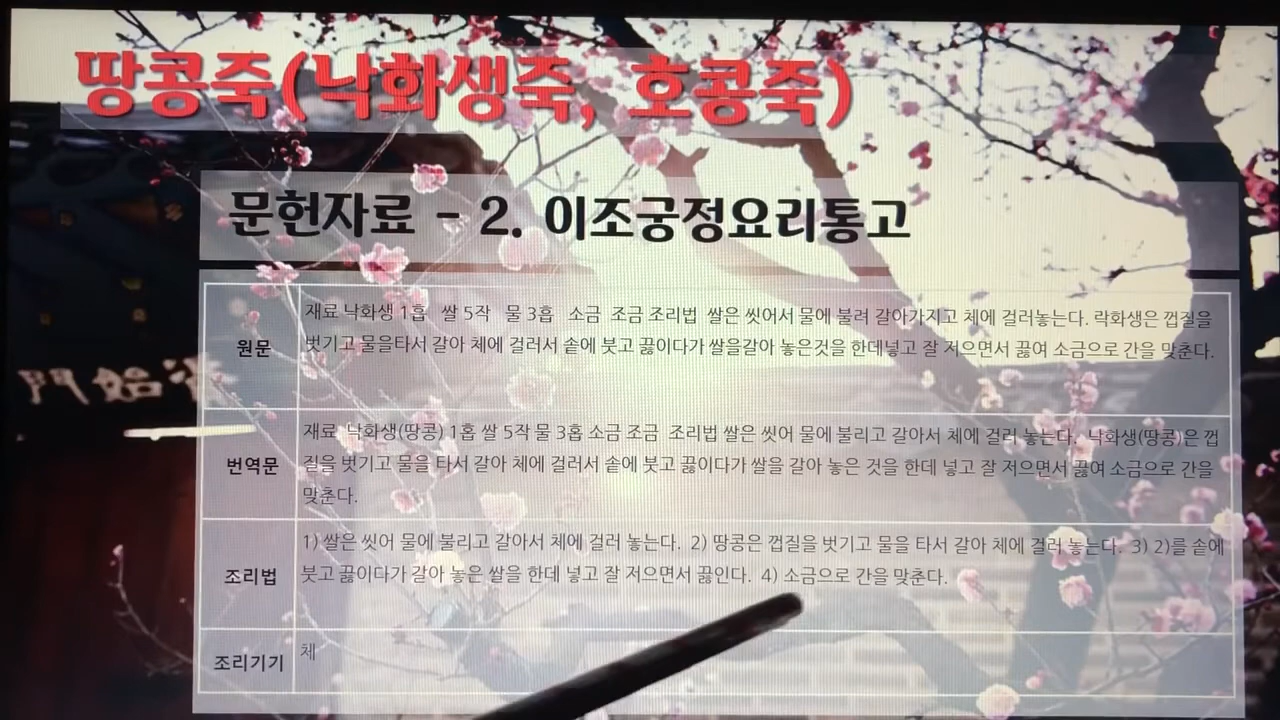 땅콩죽(낙화생죽, 호콩죽)
문헌자료 - 2. 이조궁정요리통고
원문
재료 낙화생 1흡 쌀 5작 물 3흡 소금 조금 조리법 쌀은 씻어서 물에 불려 갈아가지고 체에 걸러놓는다. 락화생은 껍질을
벗기고 물을타서 갈아 체에 걸러서 솥에 붓고 끓이다가 쌀을갈아 놓은것을 한데넣고 잘 저으면서 끓여 소금으로 간을 맞춘다.
번역문
재료 낙화생(땅콩) 1홉 쌀 5작 물 3홉 소금 조금 조리법 쌀은 씻어 물에 불리고 갈아서 체에 걸러 놓는다. 낙화생(땅콩)은 껍
질을 벗기고 물을 타서 갈아 체에 걸러서 솥에 붓고 끓이다가 쌀을 갈아 놓은 것을 한데 넣고 잘 저으면서 끓여 소금으로 간을
맞춘다.
조리법
1) 쌀은 씻어 물에 불리고 갈아서 체에 걸러 놓는다. 2) 땅콩은 껍질을 벗기고 물을 타서 갈아 체에 걸러 놓는다. 3) 2)를 솥에
붓고 끓이다가 갈아 놓은 쌀을 한데 넣고 잘 저으면서 끓인다. 4) 소금으로 간을 맞춘다.
조리기기
체
門始